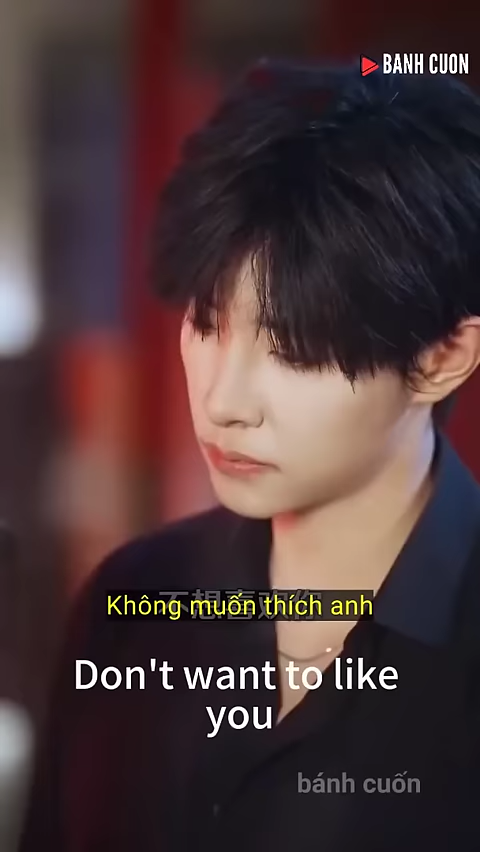 BANH CUON
Không muốn thích anh
Don't want to like
you
bánh cuốn